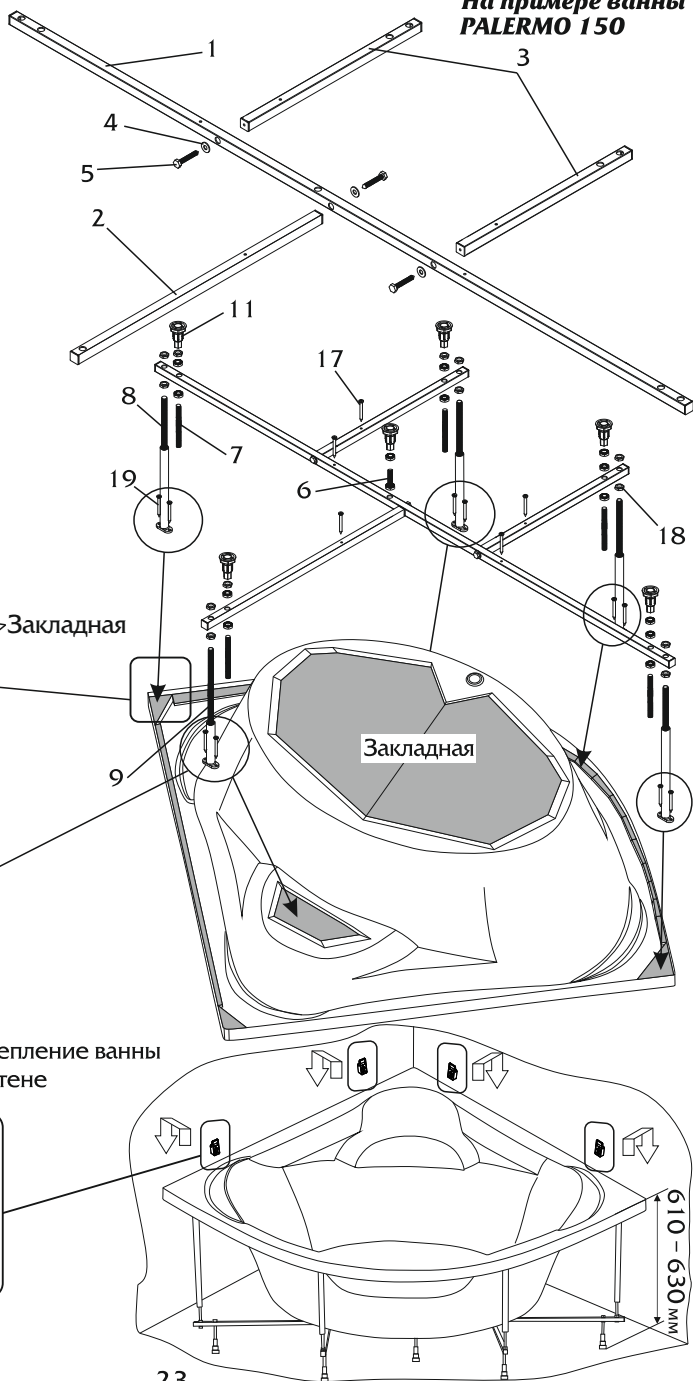 На примере ванны
PALERMO 150
1
3
4
5
2
11
17
8
7
6
19
18
Закладная
Закладная
9
епление ванны
тене
610 – 630 мм
23